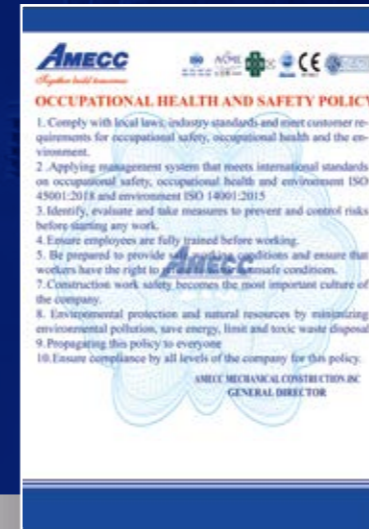 AMECC
Together build tomorrow
CE
OCCUPATIONAL HEALTH AND SAFETY POLICY
1. Comply with local laws, industry standards and meet customer re-
quirements for occupational safety, occupational health and the en-
vironment.
2 .Applying management system that meets international standards
on occupational safety, occupational health and environment ISO
45001:2018 and environment ISO 14001:2015
3. Identify, evaluate and take measures to prevent and control risks
before starting any work.
4. Ensure employees are fully trained before working.
5. Be prepared to provide safe working conditions and ensure that
workers have the right to unsafe conditions.
7.Construction work safety becomes the most important culture of
the company.
8. Environmental protection and natural resources by minimizing
environmental pollution, save energy, limit and toxic waste disposal
9.Propagating this policy to everyone
10.Ensure compliance by all levels of the company for this policy.
AMECC
AMECC MECHANICAL CONSTRUCTION.JSC
GENERAL DIRECTOR